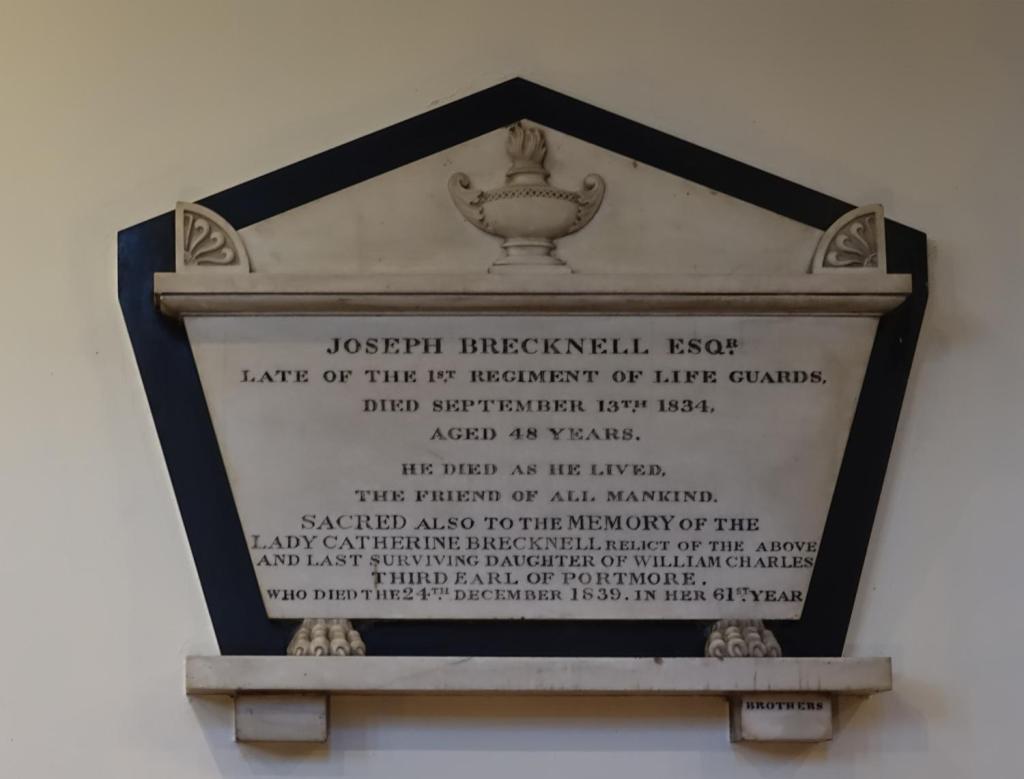 JOSEPH BRECKNELL ESQR.
LATE OF THE 1ST. REGIMENT OF LIFE GUARDS,
DIED SEPTEMBER 13TH. 1834,
AGED 48 YEARS.
HE DIED AS HE LIVED,
THE FRIEND OF ALL MANKIND.
SACRED ALSO TO THE MEMORY OF THE
LADY CATHERINE BRECKNELL RELICT OF THE ABOVE
AND LAST SURVIVING DAUGHTER OF WILLIAM CHARLES
THIRD EARL OF PORTMORE.
WHO DIED THE 24TH. DECEMBER 1839. IN HER 61ST. YEAR
BROTHERS